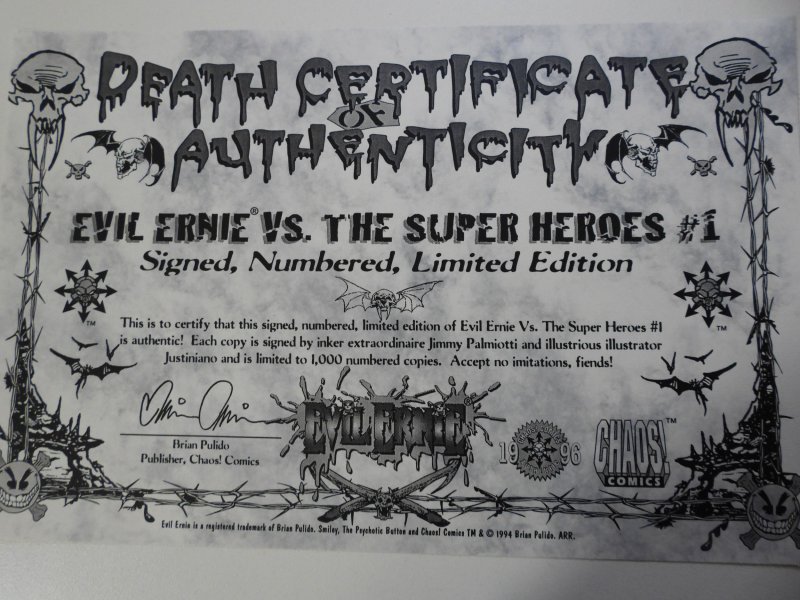 DEATH CERTIFICATE
OF
AUTHENTICITY
EVIL ERNIE® VS. THE SUPER HEROES #1
Signed, Numbered, Limited Edition
This is to certify that this signed, numbered, limited edition of Evil Ernie Vs. The Super Heroes #1
is authentic! Each copy is signed by inker extraordinaire Jimmy Palmiotti and illustrious illustrator
Justiniano and is limited to 1,000 numbered copies. Accept no imitations, fiends!
TM
TM
Brian Pulido
Publisher, Chaos! Comics
EVIL ERNIE
1996
CHAOS!™
COMICS
Evil Ernie is a registered trademark of Brian Pulido. Smiley, The Psychotic Button and Chaos! Comics TM & © 1994 Brian Pulido. ARR.